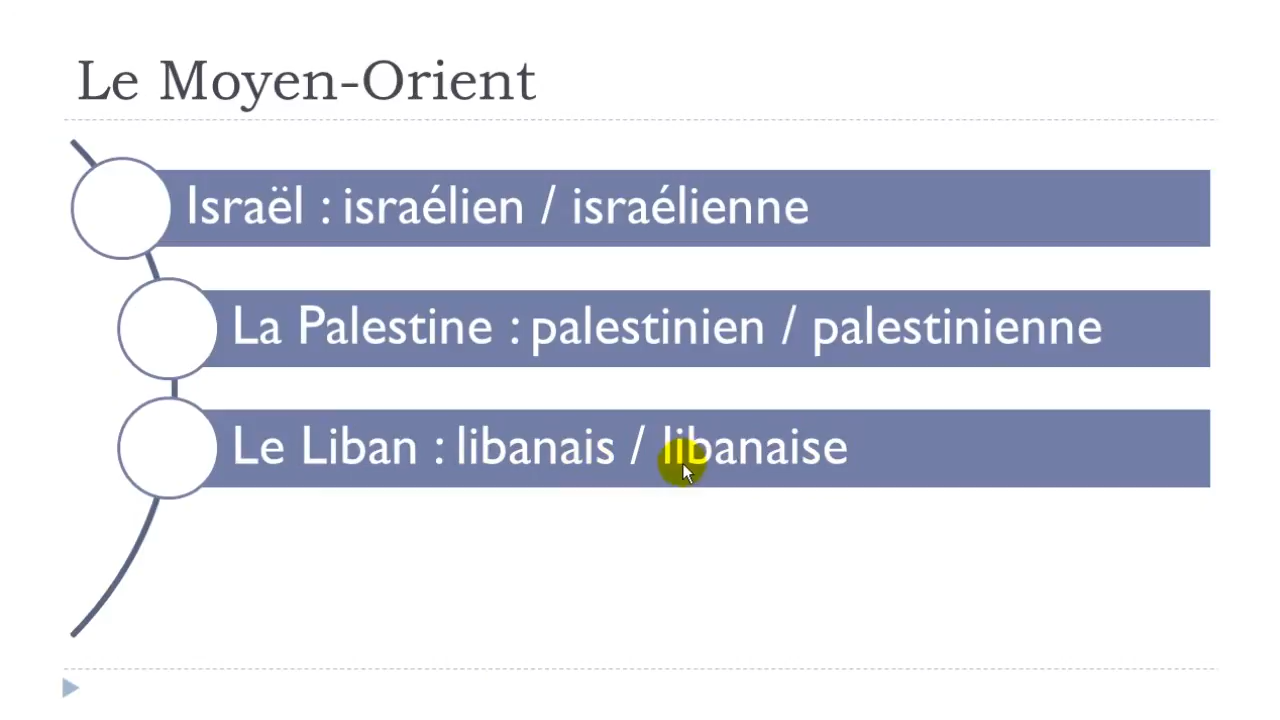 Le Moyen-Orient
Israël : israélien / israélienne
La Palestine : palestinien / palestinienne
Le Liban : libanais / libanaise